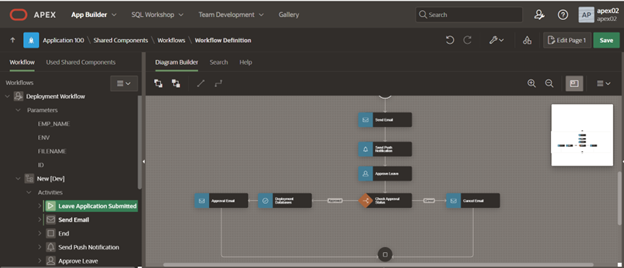 APEX App Builder SQL Workshop Team Development Gallery Search AP apex02
apex02
Application 100 \ Shared Components \ Workflows \ Workflow Definition Edit Page 1 Save
Workflow Used Shared Components Diagram Builder Search Help
Workflows
Deployment Workflow
Parameters
EMP_NAME
ENV
FILENAME
ID
New [Dev]
Activities
Leave Application Submitted
Send Email
End
Send Push Notification
Approve Leave
Send Email
Send Push
Notification
Approve Leave
Approval Email
Deployment
Database
Check Approval
Status
Cancel Email